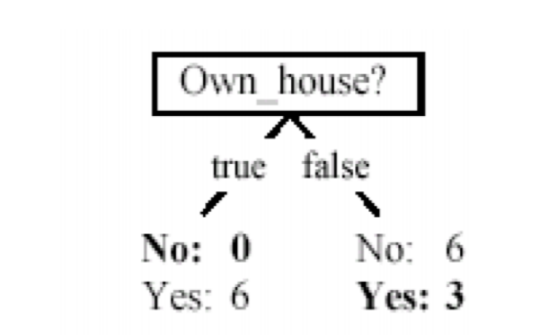 Own_house?
true false
No: 0 No: 6
Yes: 6 Yes: 3